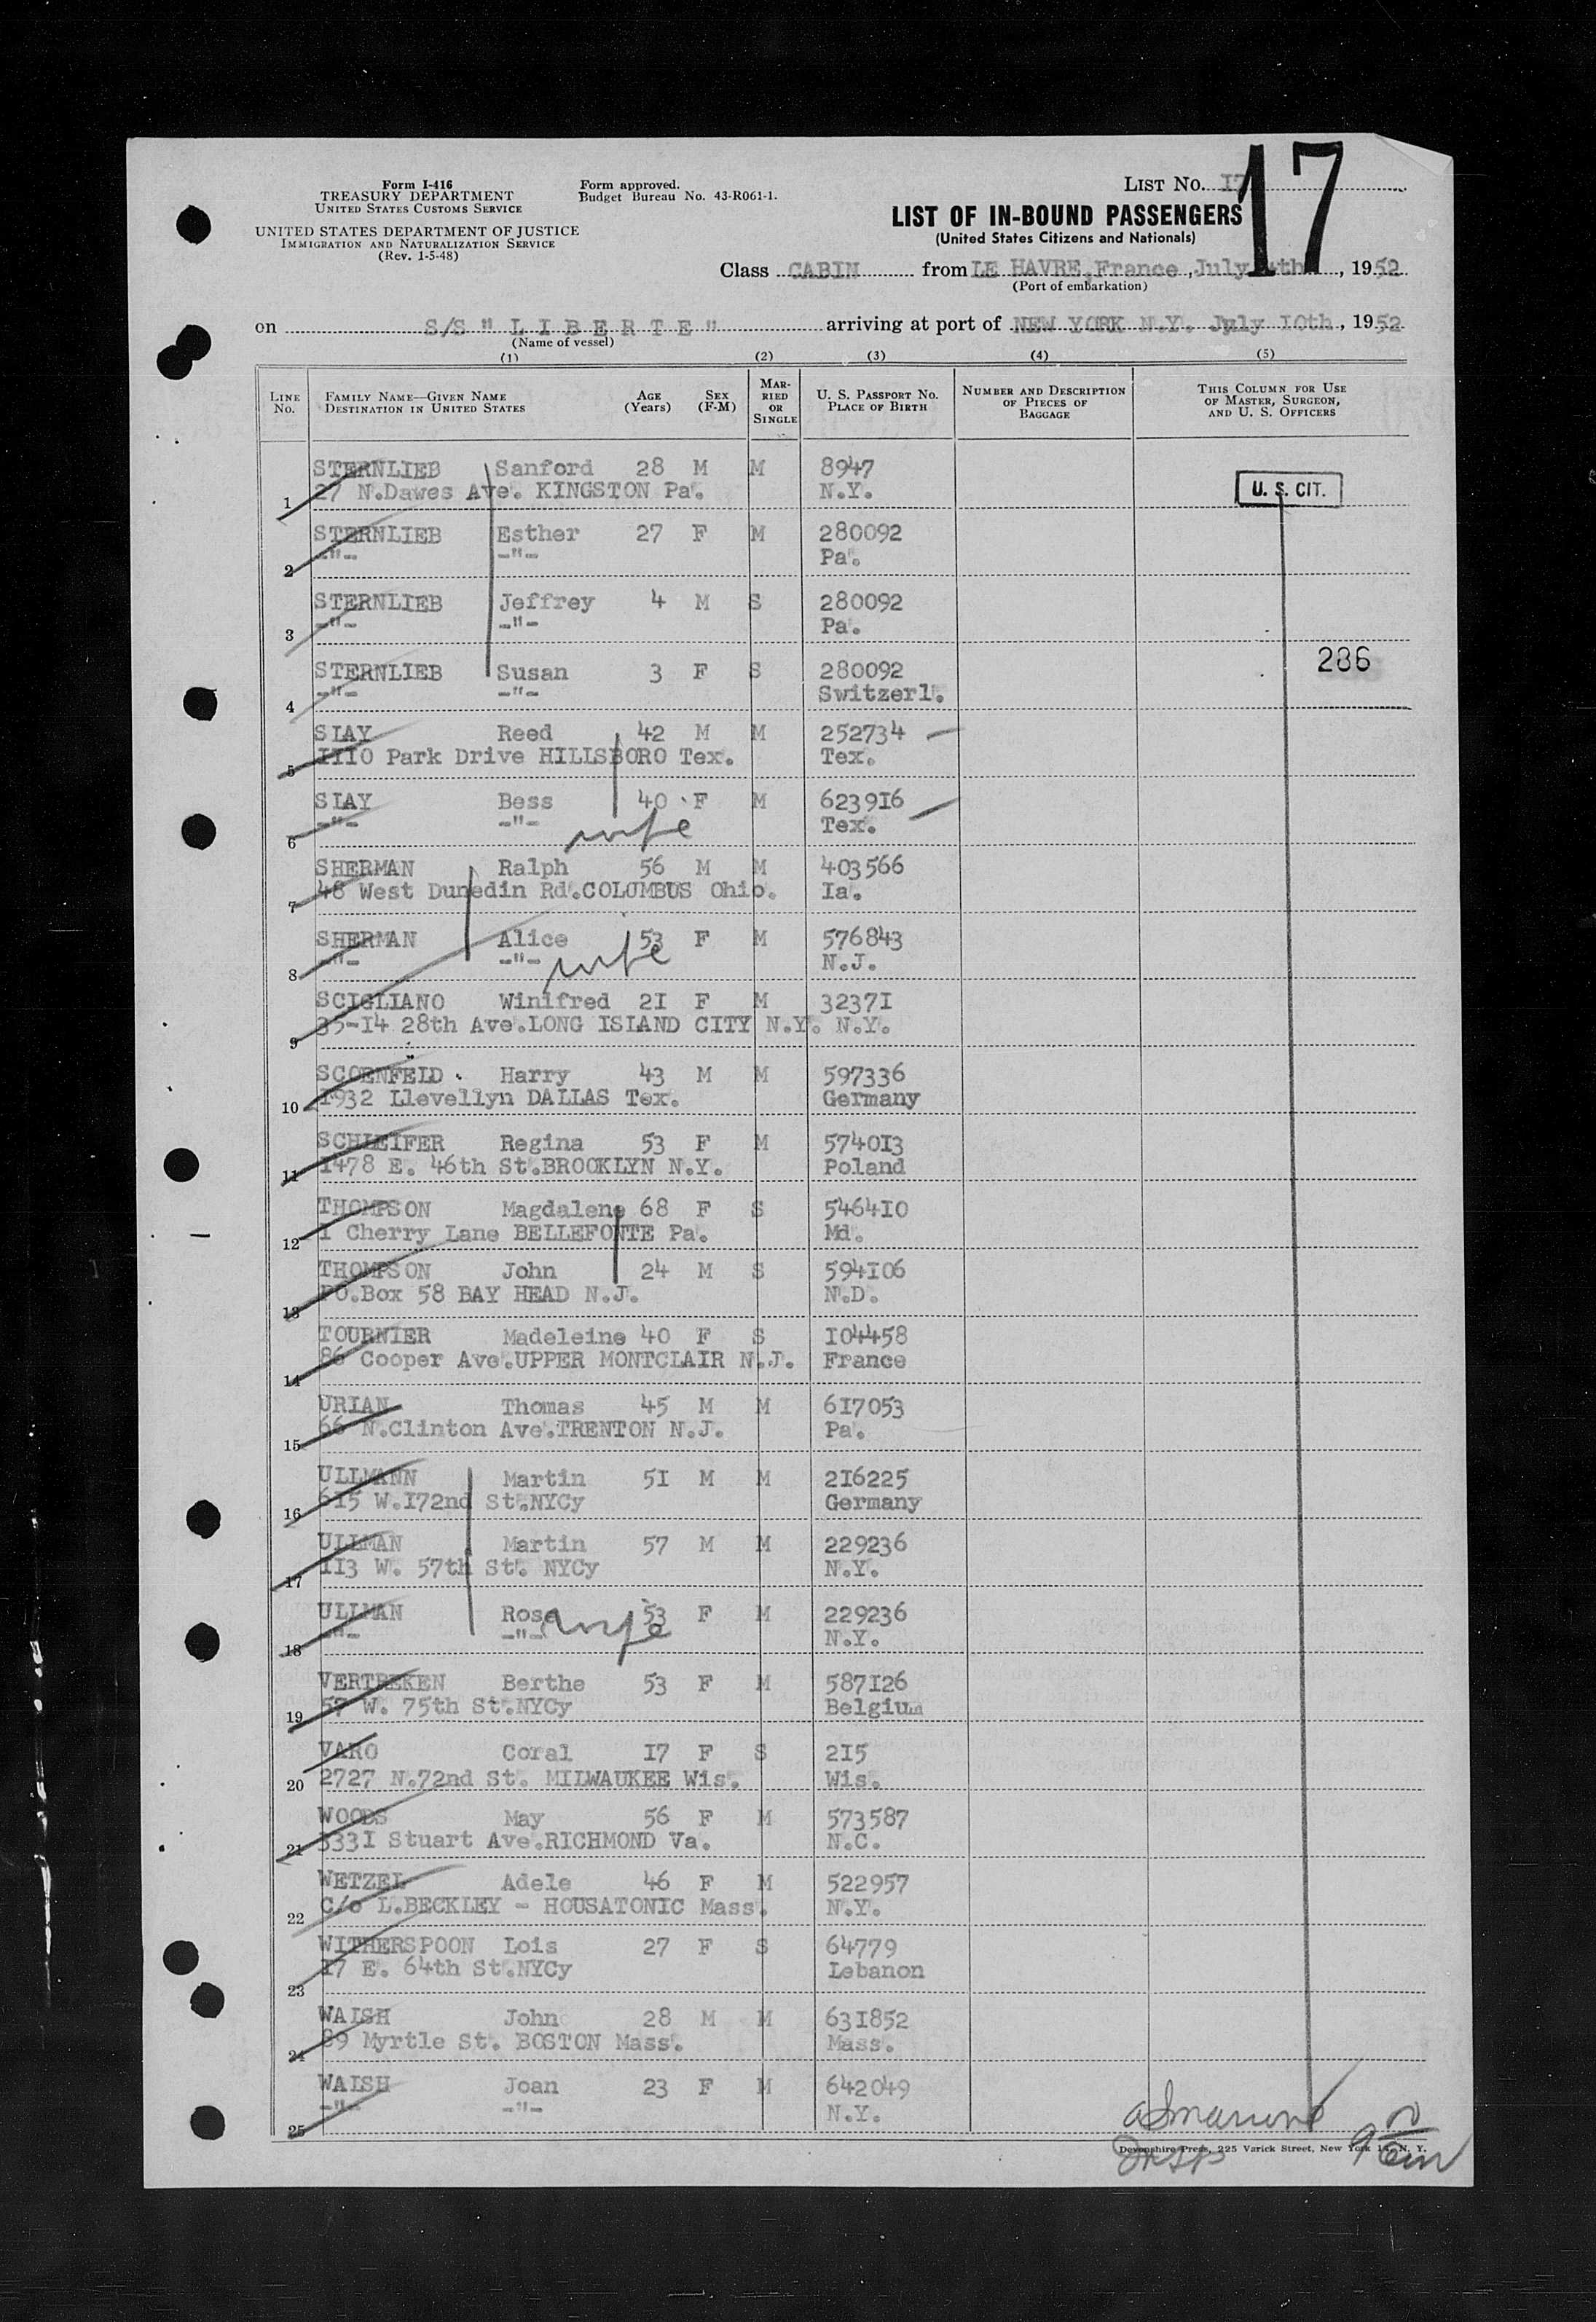 Form I-416
TREASURY DEPARTMENT
UNITED STATES CUSTOMS SERVICE
UNITED STATES DEPARTMENT OF JUSTICE
IMMIGRATION AND NATURALIZATION SERVICE
(Rev. 1-5-48)
Form approved.
Budget Bureau No. 43-R061-1.
LIST No. 17
17
LIST OF IN-BOUND PASSENGERS
(United States Citizens and Nationals)
Class CABIN from LE HAVRE, France, July 4th, 1952
(Port of embarkation)
on S/S " L I B E R T E " arriving at port of NEW YORK N.Y. July 10th, 1952
(Name of vessel)
(1) (2) (3) (4) (5)
LINE No. FAMILY NAME—GIVEN NAME DESTINATION IN UNITED STATES AGE (Years) SEX (F-M) MARRIED OR SINGLE U. S. PASSPORT NO. PLACE OF BIRTH NUMBER AND DESCRIPTION OF PIECES OF BAGGAGE THIS COLUMN FOR USE OF MASTER, SURGEON, AND U. S. OFFICERS
STERNLIEB Sanford 28 M M 8947
1 27 N.Dawes Ave. KINGSTON Pa. N.Y. U. S. CIT.
STERNLIEB Esther 27 F M 280092
2 -"- -"- Pa.
STERNLIEB Jeffrey 4 M S 280092
3 -"- -"- Pa.
STERNLIEB Susan 3 F S 280092 286
4 -"- -"- Switzerl.
SLAY Reed 42 M M 252734
5 1110 Park Drive HILLSBORO Tex. Tex.
SLAY Bess 40 F M 623916
6 -"- -"- wife Tex.
SHERMAN Ralph 56 M M 403566
7 48 West Dunedin Rd.COLUMBUS Ohio. Ia.
SHERMAN Alice 53 F M 576843
8 -"- -"- wife N.J.
SCIGLIANO Winifred 21 F M 32371
9 35-14 28th Ave.LONG ISLAND CITY N.Y. N.Y.
SCOENFELD Harry 43 M M 597336
10 1932 Llevellyn DALLAS Tex. Germany
SCHLEIFER Regina 53 F M 574013
11 1478 E. 46th St.BROOKLYN N.Y. Poland
THOMPSON Magdalene 68 F S 546410
12 1 Cherry Lane BELLEFONTE Pa. Md.
THOMPSON John 24 M S 594106
13 PO.Box 58 BAY HEAD N.J. N.D.
TOURNIER Madeleine 40 F S 104458
14 86 Cooper Ave.UPPER MONTCLAIR N.J. France
URIAN Thomas 45 M M 617053
15 66 N.Clinton Ave.TRENTON N.J. Pa.
ULLMANN Martin 51 M M 216225
16 615 W.172nd St.NYCy Germany
ULLMAN Martin 57 M M 229236
17 113 W. 57th St. NYCy N.Y.
ULLMAN Rose 53 F M 229236
18 -"- -"- wife N.Y.
VERTREKEN Berthe 53 F M 587126
19 57 W. 75th St.NYCy Belgium
VARO Coral 17 F S 215
20 2727 N.72nd St. MILWAUKEE Wis. Wis.
WOODS May 56 F M 573587
21 3331 Stuart Ave.RICHMOND Va. N.C.
WETZEL Adele 46 F M 522957
22 C/o L.BECKLEY - HOUSATONIC Mass. N.Y.
WITHERSPOON Lois 27 F S 64779
23 17 E. 64th St.NYCy Lebanon
WALSH John 28 M M 631852
24 89 Myrtle St. BOSTON Mass. Mass.
WALSH Joan 23 F M 642049
25 -"- -"- N.Y.
Devonshire Press, 225 Varick Street, New York 14, N. Y.